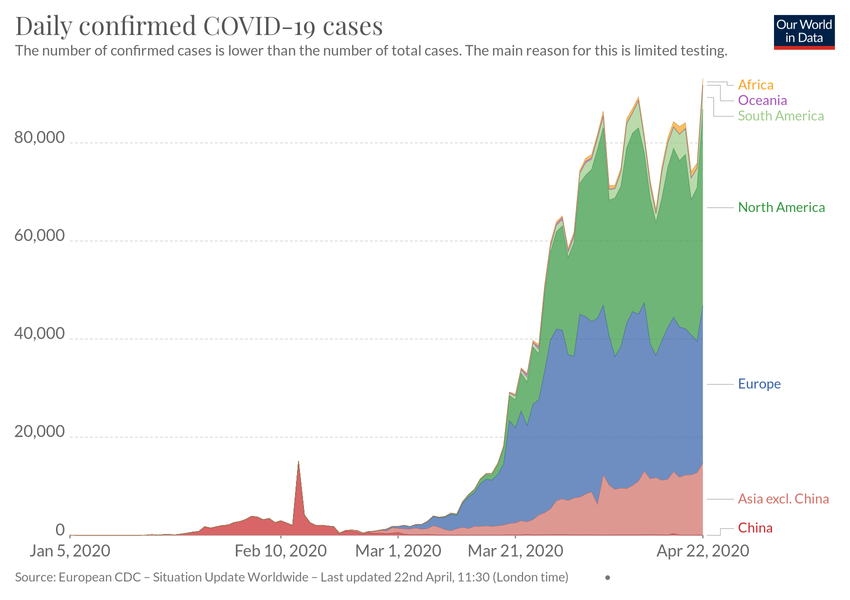 Daily confirmed COVID-19 cases
The number of confirmed cases is lower than the number of total cases. The main reason for this is limited testing.
Our World
in Data
Africa
Oceania
South America
80,000
North America
60,000
40,000
Europe
20,000
Asia excl. China
China
0
Jan 5, 2020
Feb 10, 2020
Mar 1, 2020
Mar 21, 2020
Apr 22, 2020
Source: European CDC – Situation Update Worldwide – Last updated 22nd April, 11:30 (London time)